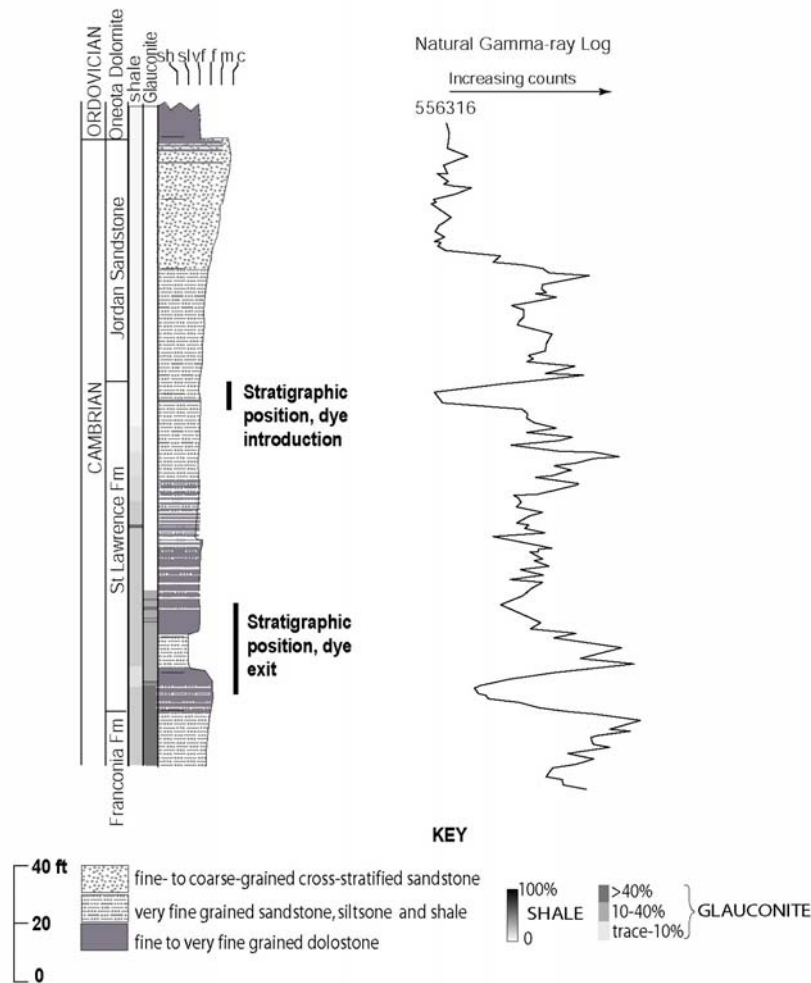 ORDOVICIAN
Oneota Dolomite
shale
Glauconite
sh sl vf f m c
Natural Gamma-ray Log
Increasing counts
556316
CAMBRIAN
Jordan Sandstone
St Lawrence Fm
Franconia Fm
Stratigraphic
position, dye
introduction
Stratigraphic
position, dye
exit
KEY
40 ft
20
0
fine- to coarse-grained cross-stratified sandstone
very fine grained sandstone, siltsone and shale
fine to very fine grained dolostone
100%
SHALE
0
>40%
10-40%
trace-10%
GLAUCONITE